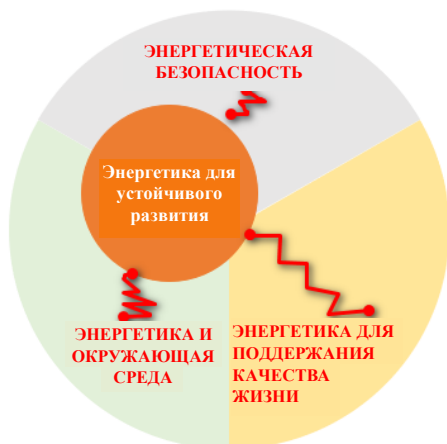 ЭНЕРГЕТИЧЕСКАЯ
БЕЗОПАСНОСТЬ
Энергетика для
устойчивого
развития
ЭНЕРГЕТИКА И
ОКРУЖАЮЩАЯ
СРЕДА
ЭНЕРГЕТИКА ДЛЯ
ПОДДЕРЖАНИЯ
КАЧЕСТВА
ЖИЗНИ